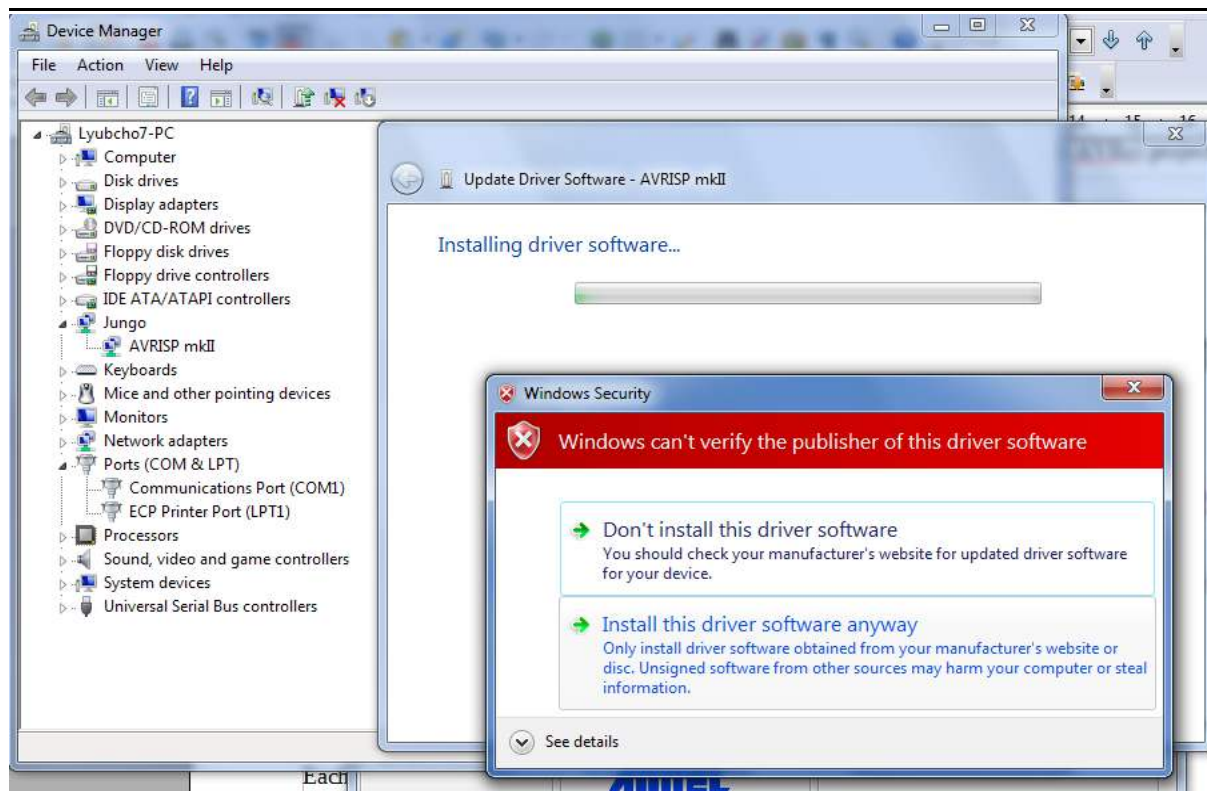 Device Manager
File Action View Help
Lyubcho7-PC
Computer
Disk drives
Display adapters
DVD/CD-ROM drives
Floppy disk drives
Floppy drive controllers
IDE ATA/ATAPI controllers
Jungo
AVRISP mkII
Keyboards
Mice and other pointing devices
Monitors
Network adapters
Ports (COM & LPT)
Communications Port (COM1)
ECP Printer Port (LPT1)
Processors
Sound, video and game controllers
System devices
Universal Serial Bus controllers
14 15 16
Update Driver Software - AVRISP mkII
Installing driver software...
Windows Security
Windows can't verify the publisher of this driver software
Don't install this driver software
You should check your manufacturer's website for updated driver software
for your device.
Install this driver software anyway
Only install driver software obtained from your manufacturer's website or
disc. Unsigned software from other sources may harm your computer or steal
information.
See details
Each